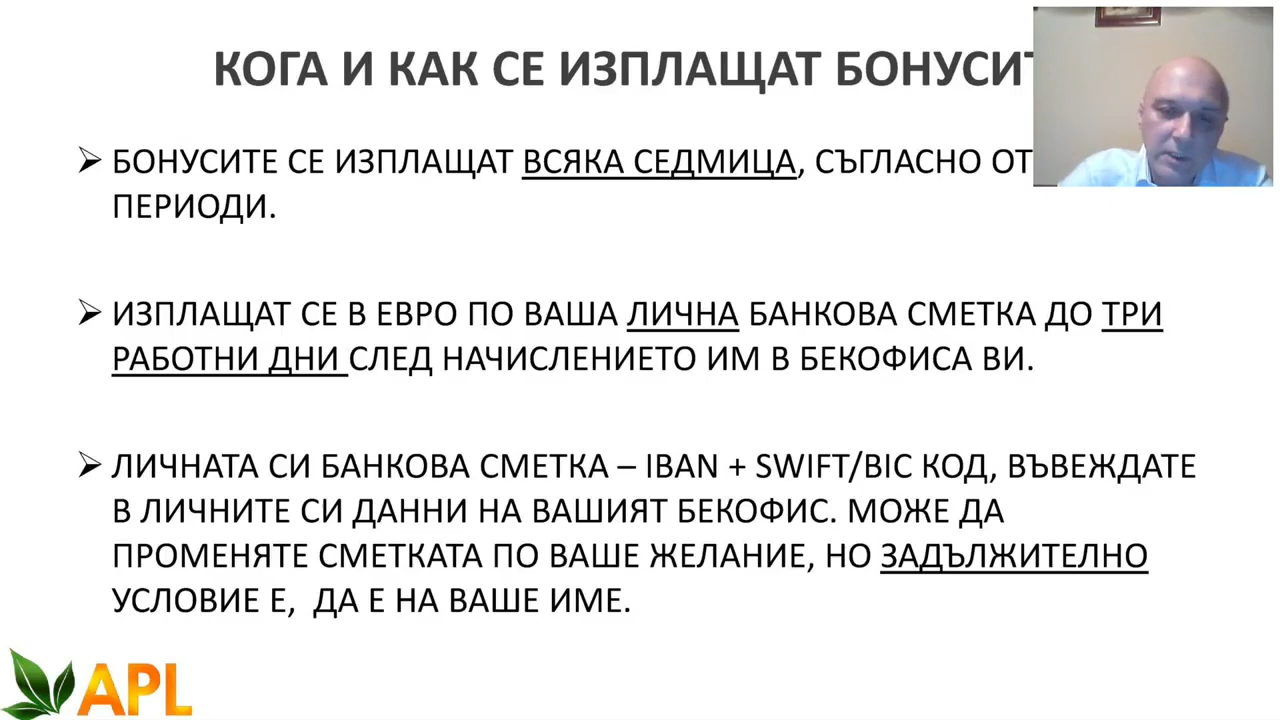 КОГА И КАК СЕ ИЗПЛАЩАТ
БОНУСИТЕ СЕ ИЗПЛАЩАТ ВСЯКА СЕДМИЦА, СЪГЛАСНО
ПЕРИОДИ.
ИЗПЛАЩАТ СЕ В ЕВРО ПО ВАША ЛИЧНА БАНКОВА СМЕТКА ДО ТРИ
РАБОТНИ ДНИ СЛЕД НАЧИСЛЕНИЕТО ИМ В БЕКОФИСА ВИ.
ЛИЧНАТА СИ БАНКОВА СМЕТКА – IBAN + SWIFT/BIC КОД, ВЪВЕЖДАТЕ
В ЛИЧНИТЕ СИ ДАННИ НА ВАШИЯТ БЕКОФИС. МОЖЕ ДА
ПРОМЕНЯТЕ СМЕТКАТА ПО ВАШЕ ЖЕЛАНИЕ, НО ЗАДЪЛЖИТЕЛНО
УСЛОВИЕ Е, ДА Е НА ВАШЕ ИМЕ.
APL